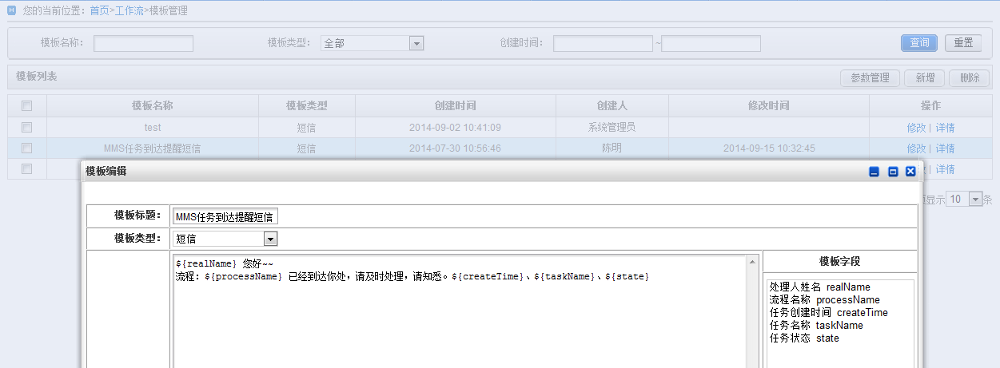 您的当前位置：首页>工作流>模板管理
模板名称： 模板类型： 全部 创建时间： ~ 查询 重置
模板列表 参数管理 新增 删除
模板名称 模板类型 创建时间 创建人 修改时间 操作
test 短信 2014-09-02 10:41:09 系统管理员 修改 | 详情
MMS任务到达提醒短信 短信 2014-07-30 10:56:46 陈明 2014-09-15 10:32:45 修改 | 详情
| 详情
显示 10 条
模板编辑
模板标题： MMS任务到达提醒短信
模板类型： 短信
${realName} 您好~~
流程：${processName} 已经到达你处，请及时处理，请知悉。${createTime}、${taskName}、${state}
模板字段
处理人姓名 realName
流程名称 processName
任务创建时间 createTime
任务名称 taskName
任务状态 state